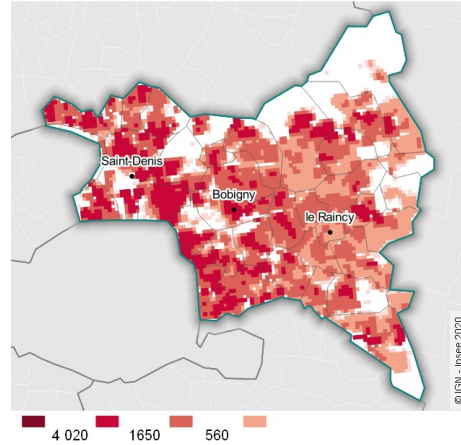 Saint-Denis
Bobigny
le Raincy
© IGN - Insee 2020
4 020 1650 560